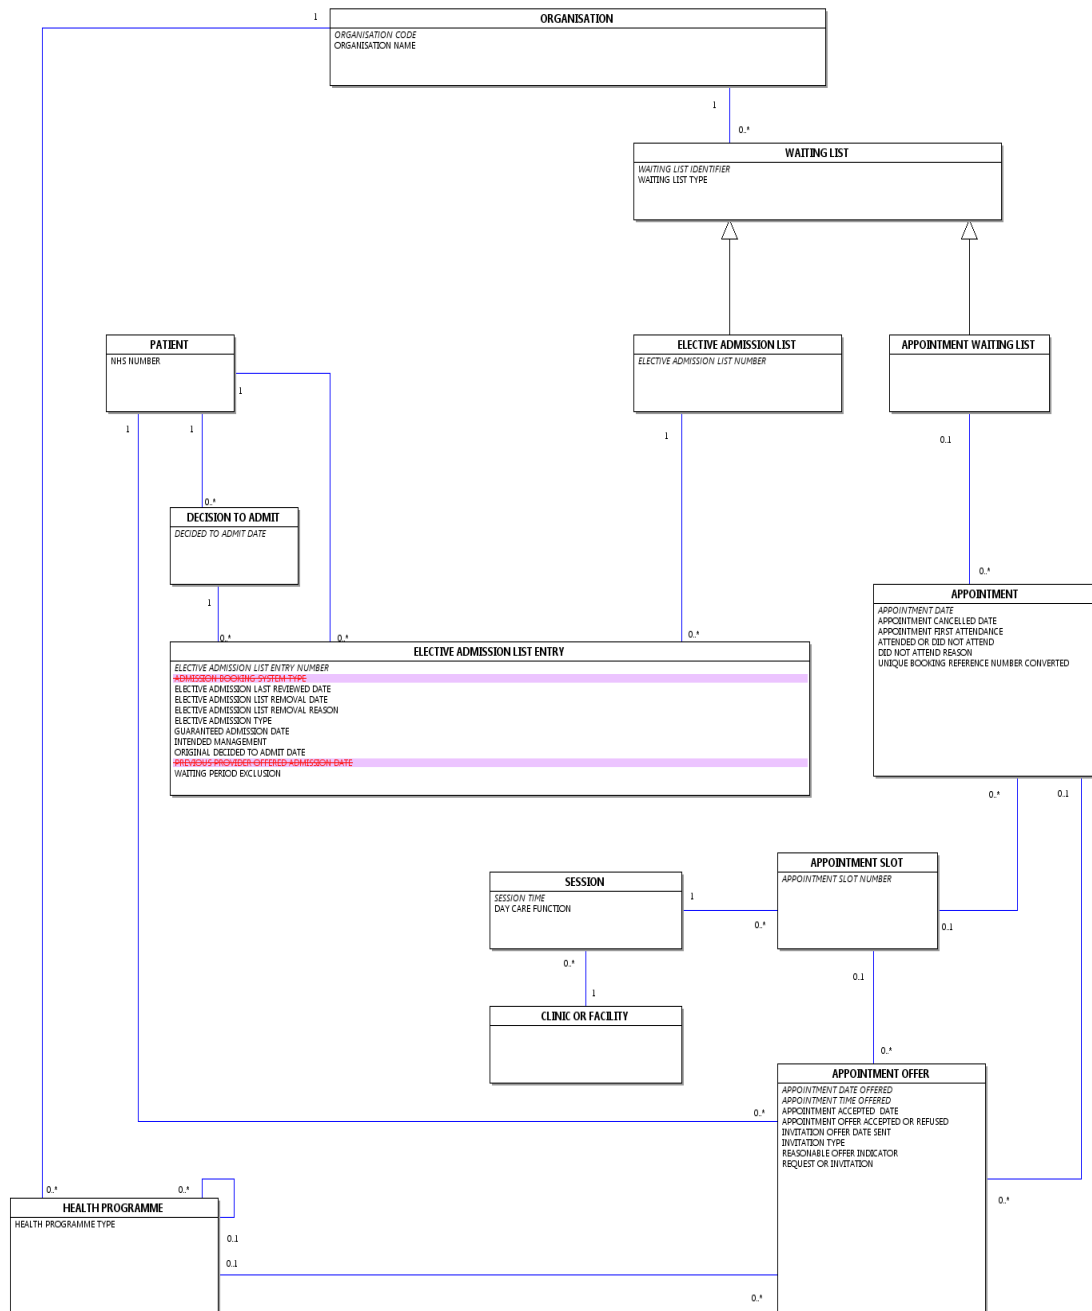 1
ORGANISATION
ORGANISATION CODE
ORGANISATION NAME
1
0..*
WAITING LIST
WAITING LIST IDENTIFIER
WAITING LIST TYPE
PATIENT
NHS NUMBER
1
1
1
ELECTIVE ADMISSION LIST
ELECTIVE ADMISSION LIST NUMBER
1
APPOINTMENT WAITING LIST
0..1
0..*
DECISION TO ADMIT
DECIDED TO ADMIT DATE
1
0..*
0..*
0..*
0..*
ELECTIVE ADMISSION LIST ENTRY
ELECTIVE ADMISSION LIST ENTRY NUMBER
ADMISSION BOOKING SYSTEM TYPE
ELECTIVE ADMISSION LAST REVIEWED DATE
ELECTIVE ADMISSION LIST REMOVAL DATE
ELECTIVE ADMISSION LIST REMOVAL REASON
ELECTIVE ADMISSION TYPE
GUARANTEED ADMISSION DATE
INTENDED MANAGEMENT
ORIGINAL DECIDED TO ADMIT DATE
PREVIOUS PROVIDER OFFERED ADMISSION DATE
WAITING PERIOD EXCLUSION
APPOINTMENT
APPOINTMENT DATE
APPOINTMENT CANCELLED DATE
APPOINTMENT FIRST ATTENDANCE
ATTENDED OR DID NOT ATTEND
DID NOT ATTEND REASON
UNIQUE BOOKING REFERENCE NUMBER CONVERTED
0..*
0..1
SESSION
SESSION TIME
DAY CARE FUNCTION
1
0..*
APPOINTMENT SLOT
APPOINTMENT SLOT NUMBER
0..1
0..*
1
0..1
0..*
CLINIC OR FACILITY
APPOINTMENT OFFER
APPOINTMENT DATE OFFERED
APPOINTMENT TIME OFFERED
APPOINTMENT ACCEPTED DATE
APPOINTMENT OFFER ACCEPTED OR REFUSED
INVITATION OFFER DATE SENT
INVITATION TYPE
REASONABLE OFFER INDICATOR
REQUEST OR INVITATION
0..*
0..*
0..*
0..*
HEALTH PROGRAMME
HEALTH PROGRAMME TYPE
0..1
0..1
0..*